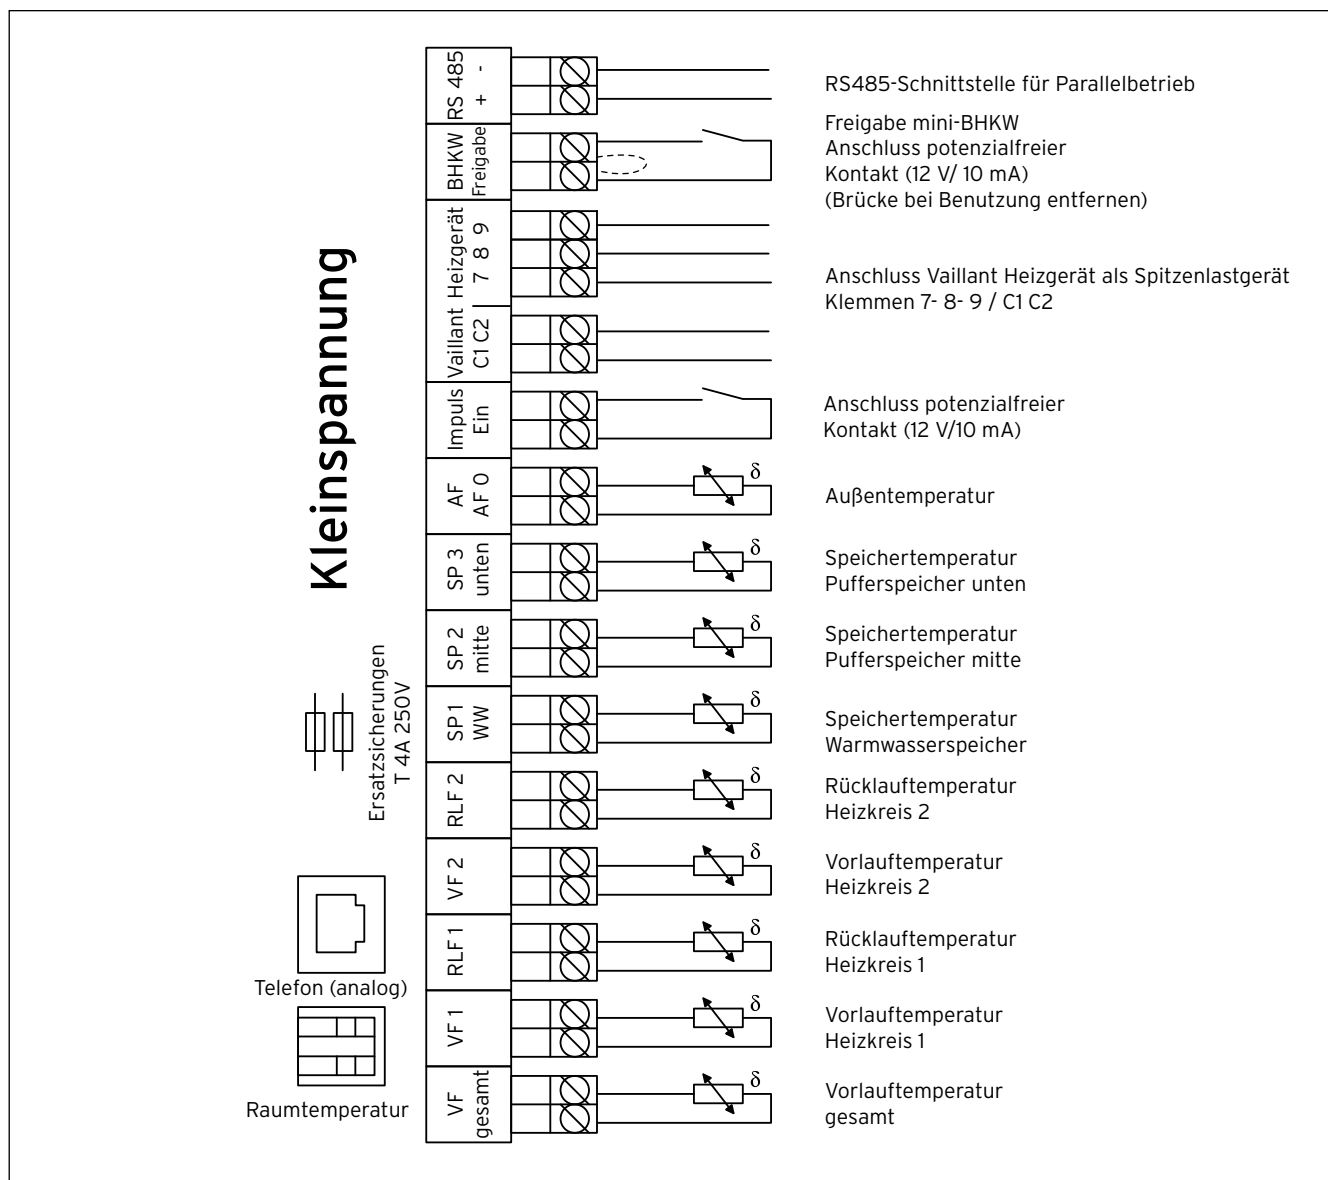 Kleinspannung
Ersatzsicherungen
T 4A 250V
Telefon (analog)
Raumtemperatur
RS 485
+ -
BHKW
Freigabe
Vaillant Heizgerät
C1 C2 7 8 9
Impuls
Ein
AF
AF 0
SP 3
unten
SP 2
mitte
SP 1
WW
RLF 2
VF 2
RLF 1
VF 1
VF
gesamt
RS485-Schnittstelle für Parallelbetrieb
Freigabe mini-BHKW
Anschluss potenzialfreier
Kontakt (12 V/ 10 mA)
(Brücke bei Benutzung entfernen)
Anschluss Vaillant Heizgerät als Spitzenlastgerät
Klemmen 7- 8- 9 / C1 C2
Anschluss potenzialfreier
Kontakt (12 V/10 mA)
δ
Außentemperatur
δ
Speichertemperatur
Pufferspeicher unten
δ
Speichertemperatur
Pufferspeicher mitte
δ
Speichertemperatur
Warmwasserspeicher
δ
Rücklauftemperatur
Heizkreis 2
δ
Vorlauftemperatur
Heizkreis 2
δ
Rücklauftemperatur
Heizkreis 1
δ
Vorlauftemperatur
Heizkreis 1
δ
Vorlauftemperatur
gesamt